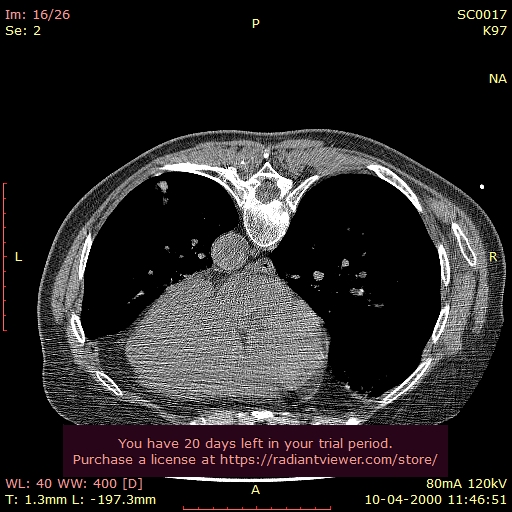 Im: 16/26
Se: 2
P
SC0017
K97
NA
L
R
You have 20 days left in your trial period.
Purchase a license at https://radiantviewer.com/store/
WL: 40 WW: 400 [D]
T: 1.3mm L: -197.3mm
A
80mA 120kV
10-04-2000 11:46:51